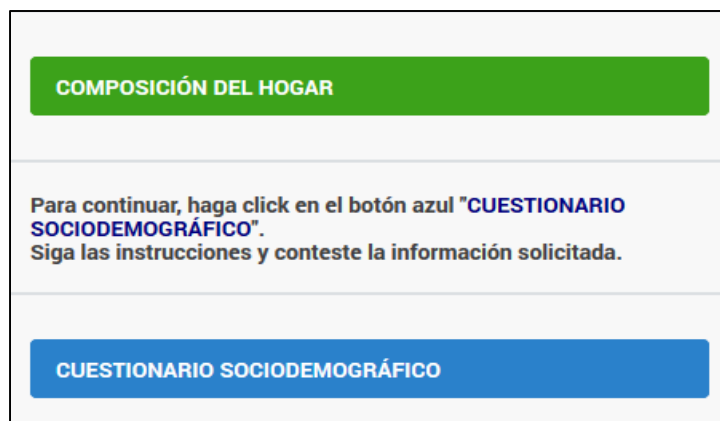 COMPOSICIÓN DEL HOGAR
Para continuar, haga click en el botón azul "CUESTIONARIO
SOCIODEMOGRÁFICO".
Siga las instrucciones y conteste la información solicitada.
CUESTIONARIO SOCIODEMOGRÁFICO